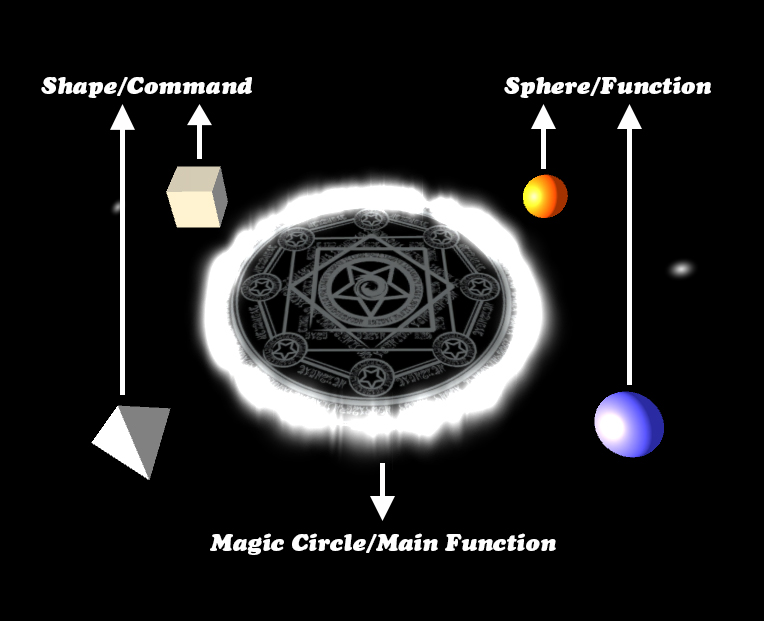 Shape/Command
Sphere/Function
Magic Circle/Main Function